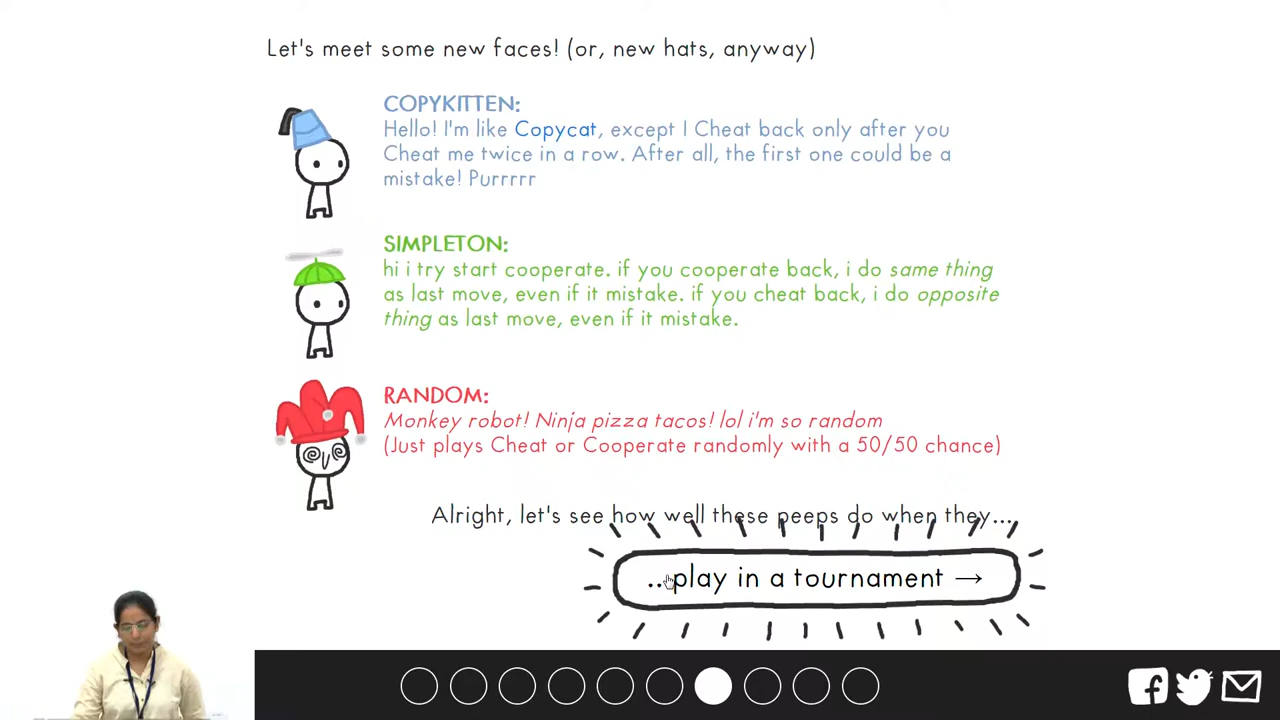 Let's meet some new faces! (or, new hats, anyway)
COPYKITTEN:
Hello! I'm like Copycat, except I Cheat back only after you
Cheat me twice in a row. After all, the first one could be a
mistake! Purrrrr
SIMPLETON:
hi i try start cooperate. if you cooperate back, i do same thing
as last move, even if it mistake. if you cheat back, i do opposite
thing as last move, even if it mistake.
RANDOM:
Monkey robot! Ninja pizza tacos! lol i'm so random
(Just plays Cheat or Cooperate randomly with a 50/50 chance)
Alright, let's see how well these peeps do when they...
...play in a tournament →